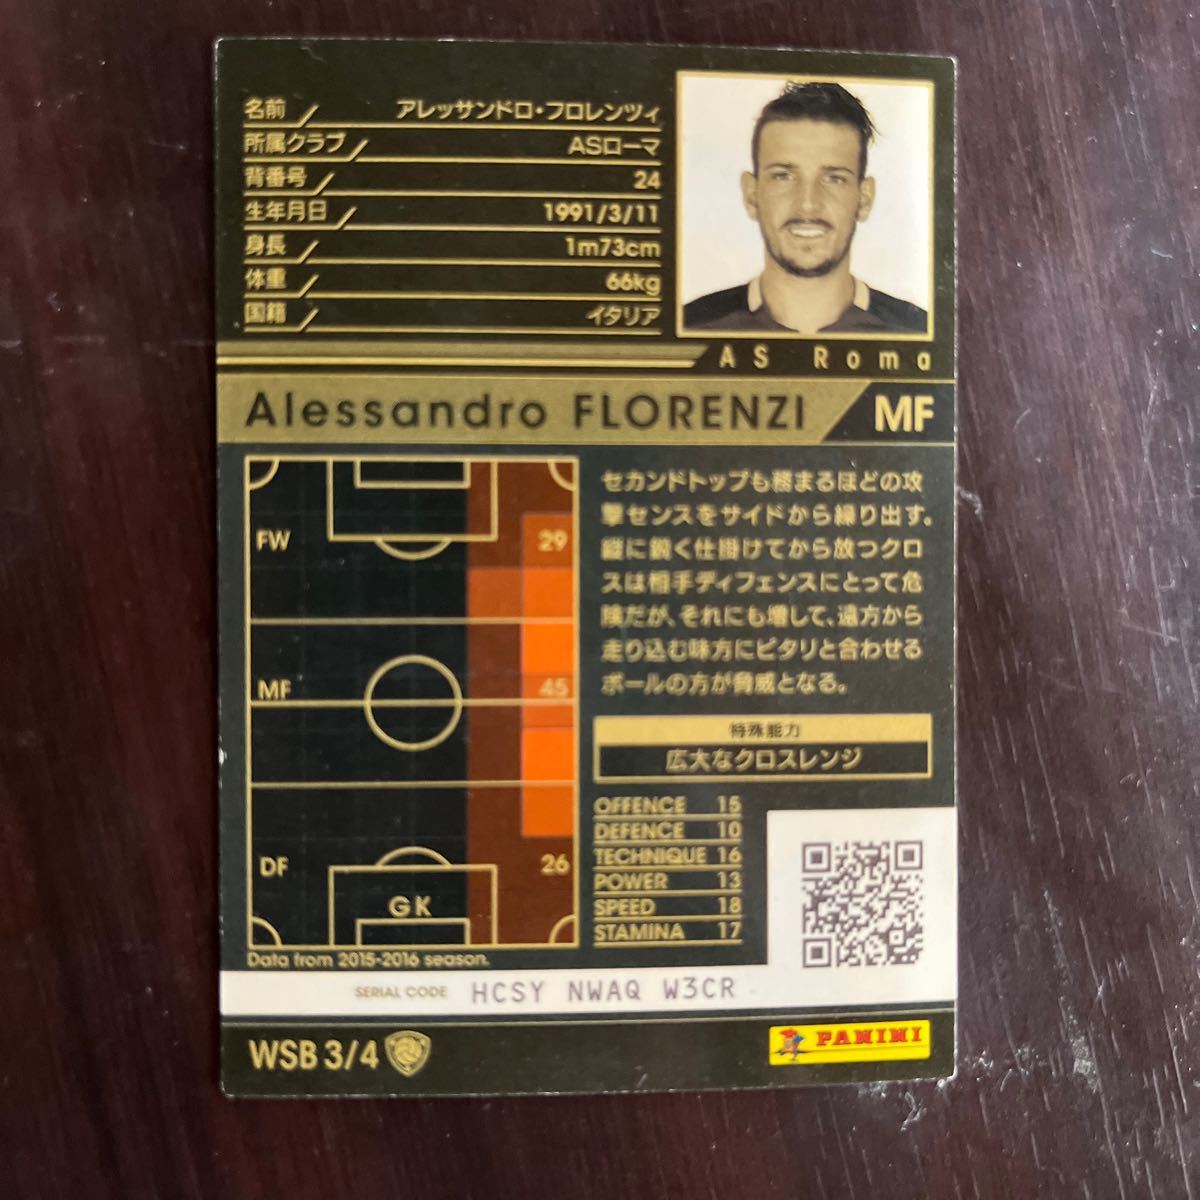 名前 アレッサンドロ・フロレンツィ
所属クラブ ASローマ
背番号 24
生年月日 1991/3/11
身長 1m73cm
体重 66kg
国籍 イタリア
AS Roma
Alessandro FLORENZI MF
FW 29
MF 45
DF 26
GK
Data from 2015-2016 season.
セカンドトップも務まるほどの攻
撃センスをサイドから繰り出す。
縦に鋭く仕掛けてから放つクロ
スは相手ディフェンスにとって危
険だが、それにも増して、遠方から
走り込む味方にピタリと合わせる
ボールの方が脅威となる。
特殊能力
広大なクロスレンジ
OFFENCE 15
DEFENCE 10
TECHNIQUE 16
POWER 13
SPEED 18
STAMINA 17
SERIAL CODE HCSY NWAQ W3CR
WSB 3/4
PANINI